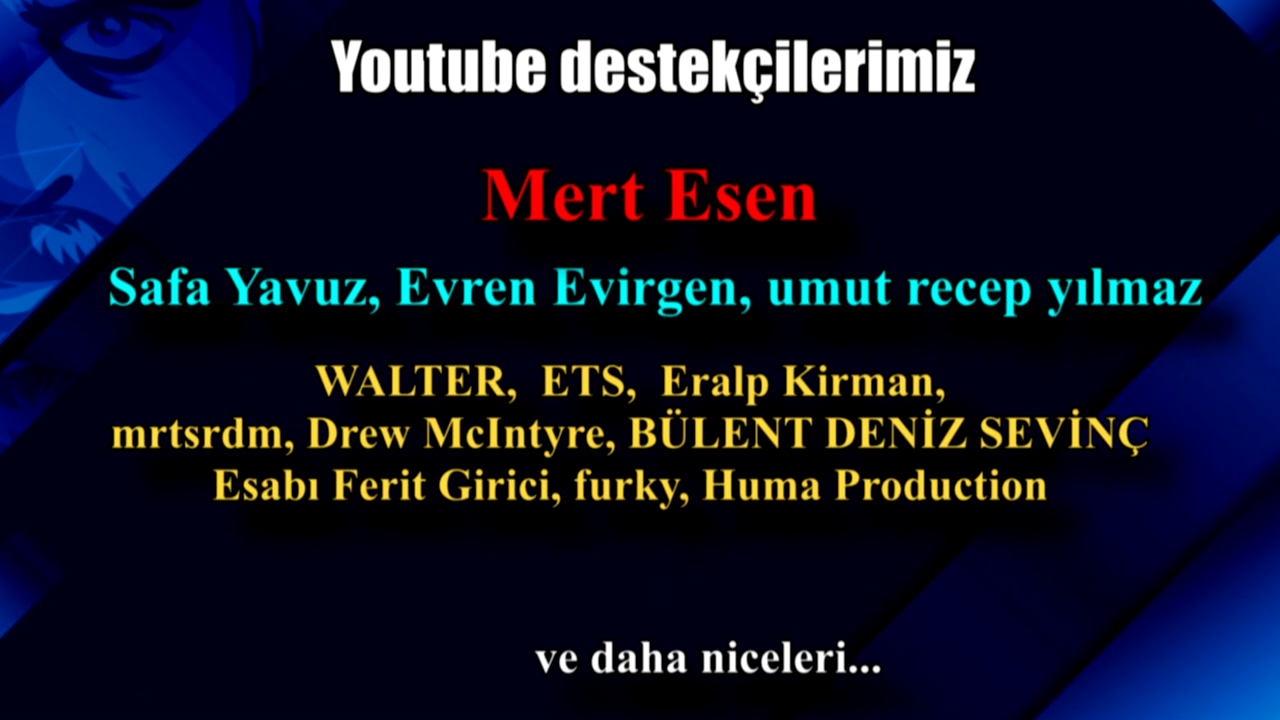 Youtube destekçilerimiz
Mert Esen
Safa Yavuz, Evren Evirgen, umut recep yılmaz
WALTER, ETS, Eralp Kirman,
mrtsrdm, Drew McIntyre, BÜLENT DENİZ SEVİNÇ
Esabı Ferit Girici, furky, Huma Production
ve daha niceleri...